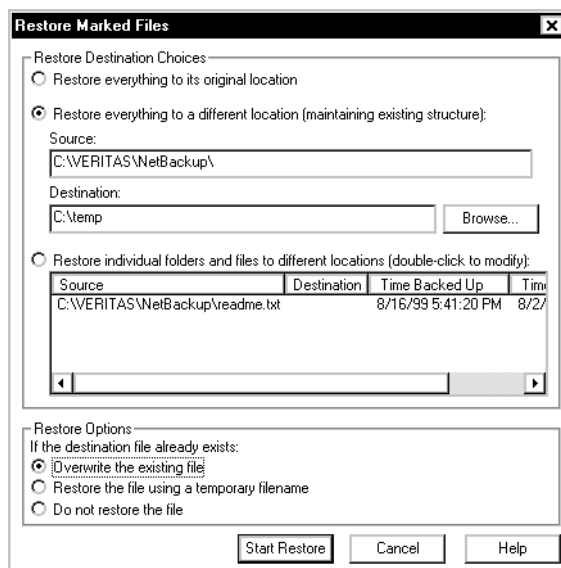 Restore Marked Files
Restore Destination Choices
Restore everything to its original location
Restore everything to a different location (maintaining existing structure):
Source:
C:\VERITAS\NetBackup\
Destination:
C:\temp Browse...
Restore individual folders and files to different locations (double-click to modify):
Source Destination Time Backed Up Tim
C:\VERITAS\NetBackup\readme.txt 8/16/99 5:41:20 PM 8/2/
Restore Options
If the destination file already exists:
Overwrite the existing file
Restore the file using a temporary filename
Do not restore the file
Start Restore Cancel Help